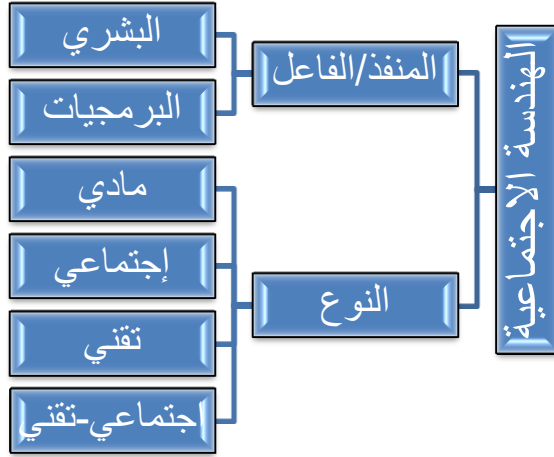 الهندسة الاجتماعية
المنفذ/الفاعل
البشري
البرمجيات
النوع
مادي
إجتماعي
تقني
اجتماعي-تقني